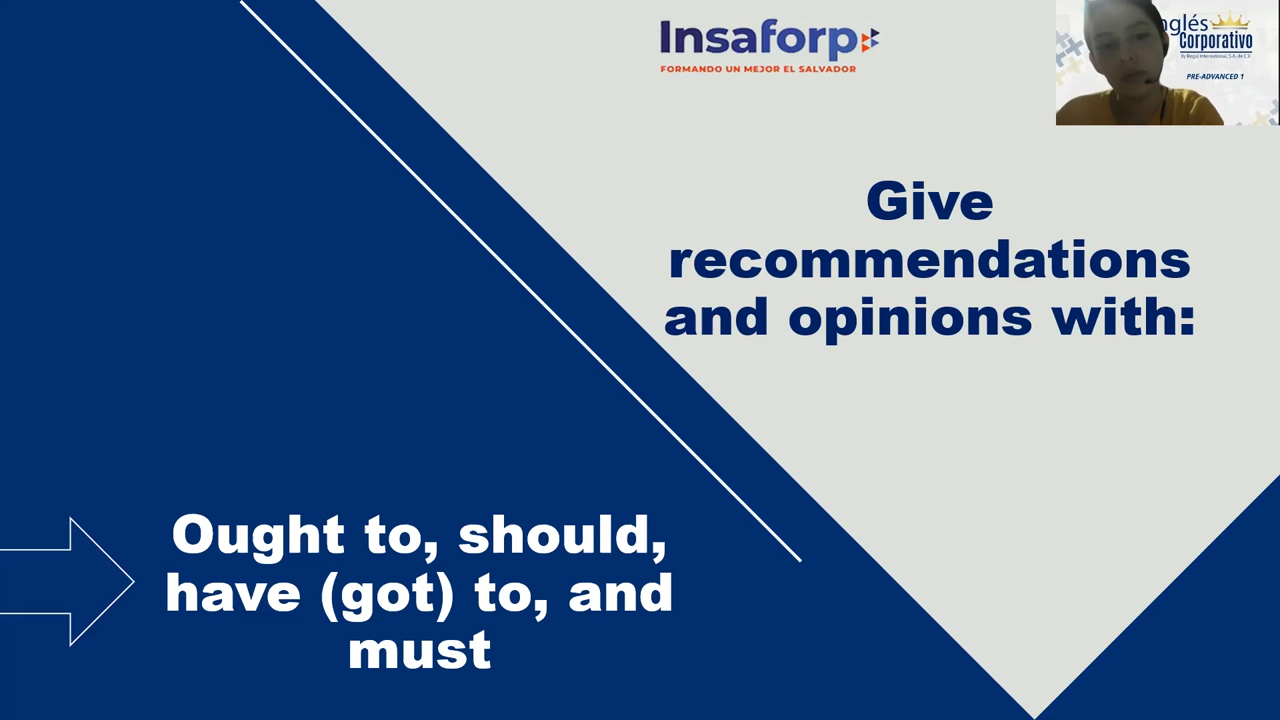 Insaforp
FORMANDO UN MEJOR EL SALVADOR
nglés
Corporativo
PRE-ADVANCED 1
Give
recommendations
and opinions with:
Ought to, should,
have (got) to, and
must